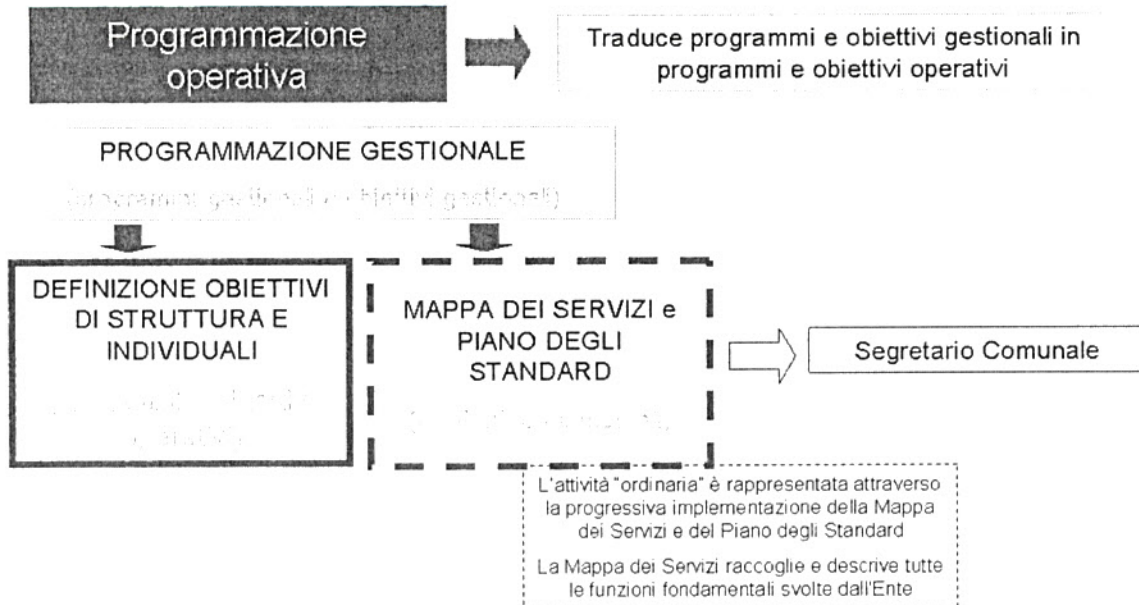 Programmazione
operativa
Traduce programmi e obiettivi gestionali in
programmi e obiettivi operativi
PROGRAMMAZIONE GESTIONALE
gestionali)
DEFINIZIONE OBIETTIVI
DI STRUTTURA E
INDIVIDUALI
MAPPA DEI SERVIZI e
PIANO DEGLI
STANDARD
Segretario Comunale
L'attività "ordinaria" è rappresentata attraverso
la progressiva implementazione della Mappa
dei Servizi e del Piano degli Standard
La Mappa dei Servizi raccoglie e descrive tutte
le funzioni fondamentali svolte dall'Ente